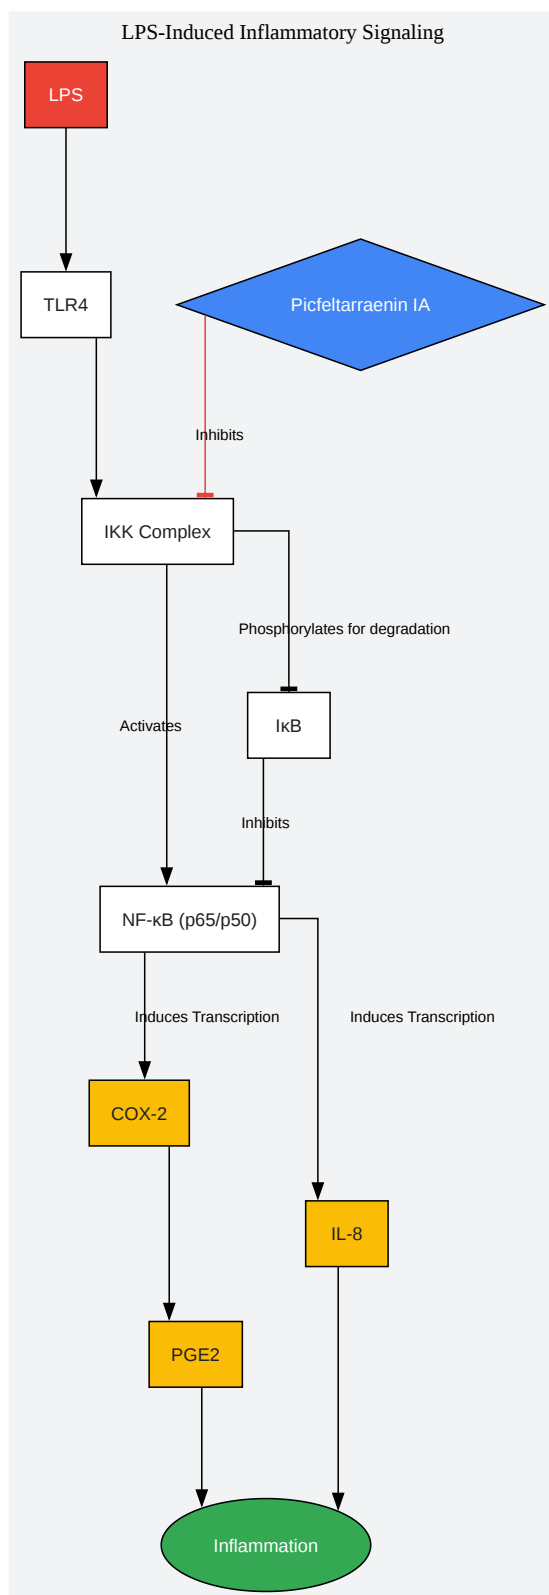 LPS-Induced Inflammatory Signaling
LPS
TLR4
Picfeltarraenin IA
Inhibits
IKK Complex
Phosphorylates for degradation
Activates
IκB
Inhibits
NF-κB (p65/p50)
Induces Transcription
Induces Transcription
COX-2
IL-8
PGE2
Inflammation